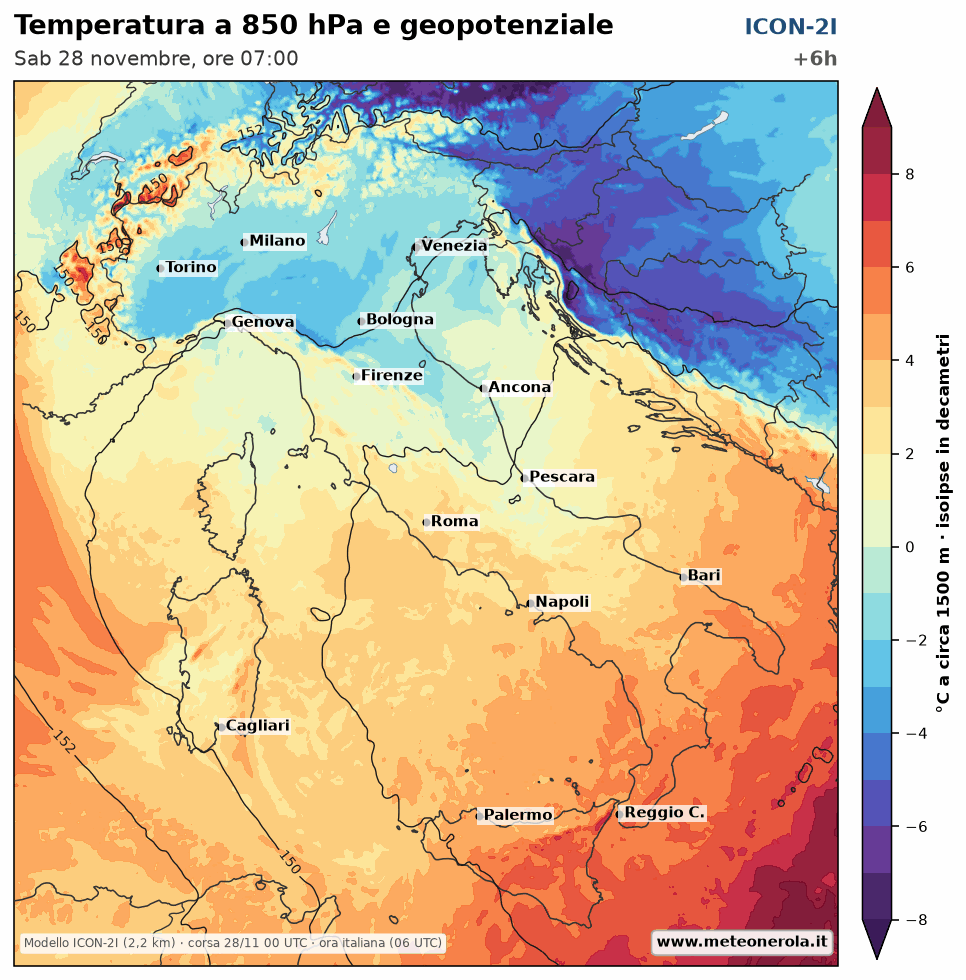 Temperatura a 850 hPa e geopotenziale
ICON-2I
Sab 28 novembre, ore 07:00
+6h
152
150
150
150
150
Milano
Venezia
Torino
Genova
Bologna
Firenze
Ancona
Pescara
Roma
Bari
Napoli
Cagliari
152
Palermo
Reggio C.
150
8
6
4
2
0
−2
−4
−6
−8
°C a circa 1500 m · isoipse in decametri
Modello ICON-2I (2,2 km) · corsa 28/11 00 UTC · ora italiana (06 UTC)
www.meteonerola.it